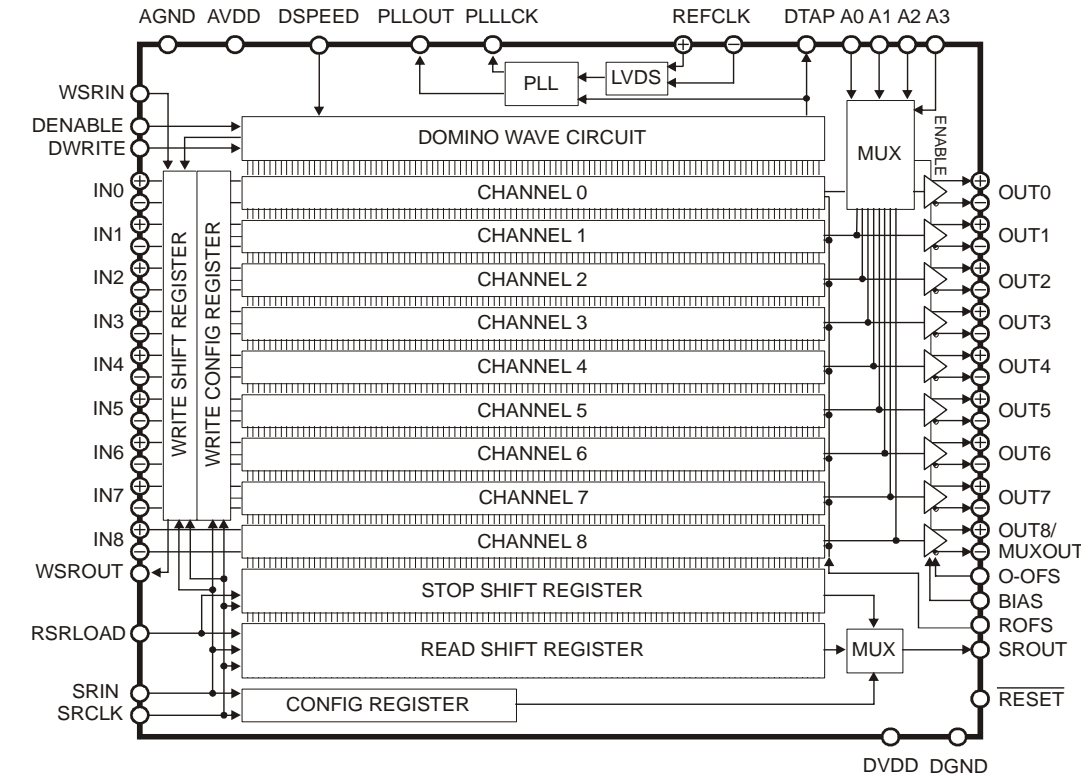 AGND AVDD DSPEED PLLOUT PLLLCK REFCLK DTAP A0 A1 A2 A3
WSRIN
DENABLE
DWRITE
PLL
LVDS
DOMINO WAVE CIRCUIT
MUX
ENABLE
IN0
CHANNEL 0
OUT0
IN1
CHANNEL 1
OUT1
IN2
CHANNEL 2
OUT2
IN3
CHANNEL 3
OUT3
IN4
CHANNEL 4
OUT4
IN5
CHANNEL 5
OUT5
IN6
CHANNEL 6
OUT6
IN7
CHANNEL 7
OUT7
IN8
CHANNEL 8
OUT8/
MUXOUT
WRITE SHIFT REGISTER
WRITE CONFIG REGISTER
WSROUT
STOP SHIFT REGISTER
O-OFS
BIAS
ROFS
RSRLOAD
READ SHIFT REGISTER
MUX
SROUT
SRIN
SRCLK
CONFIG REGISTER
RESET
DVDD DGND